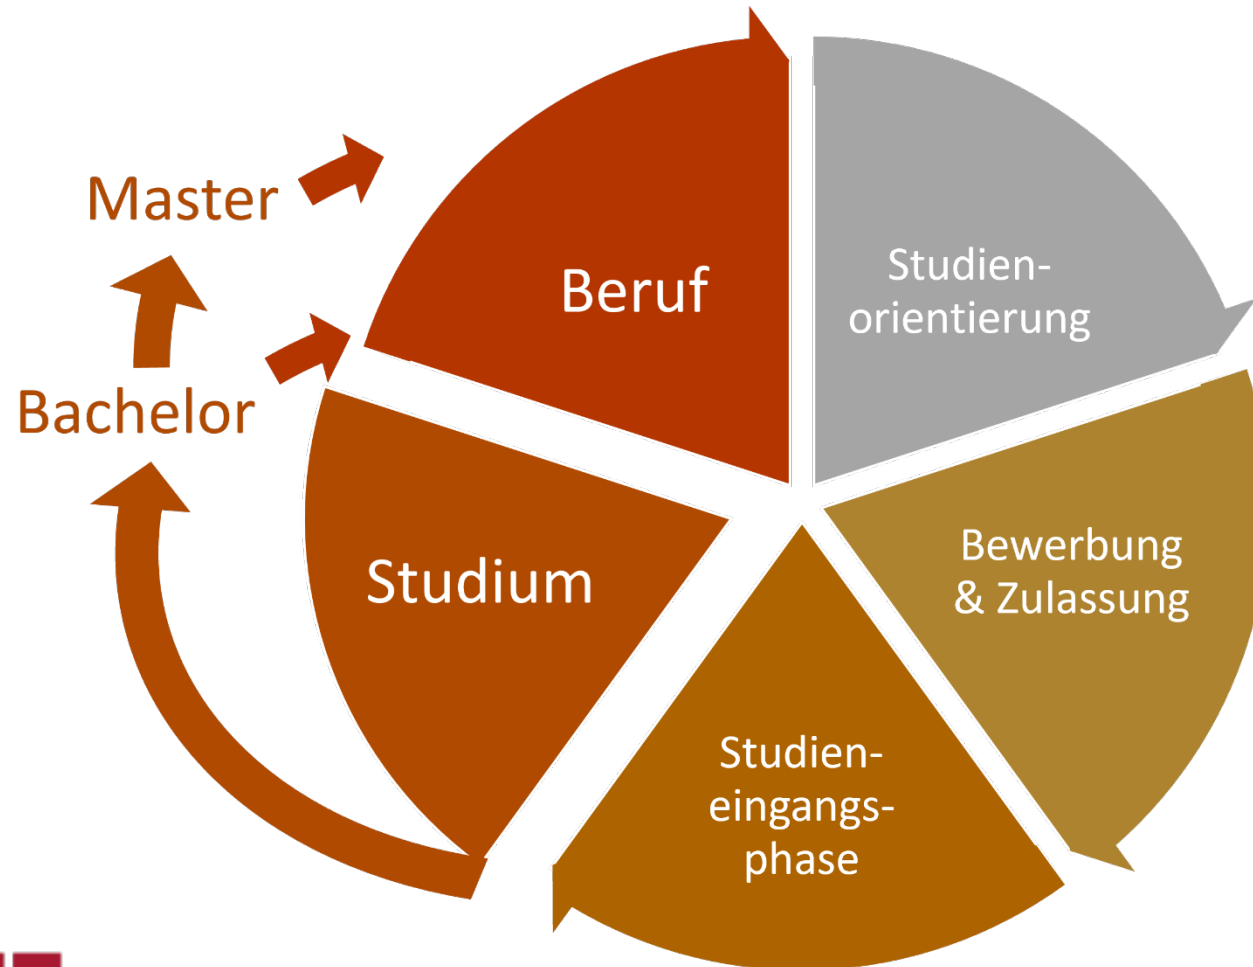 Master
Bachelor
Beruf
Studien-
orientierung
Bewerbung
& Zulassung
Studien-
eingangs-
phase
Studium